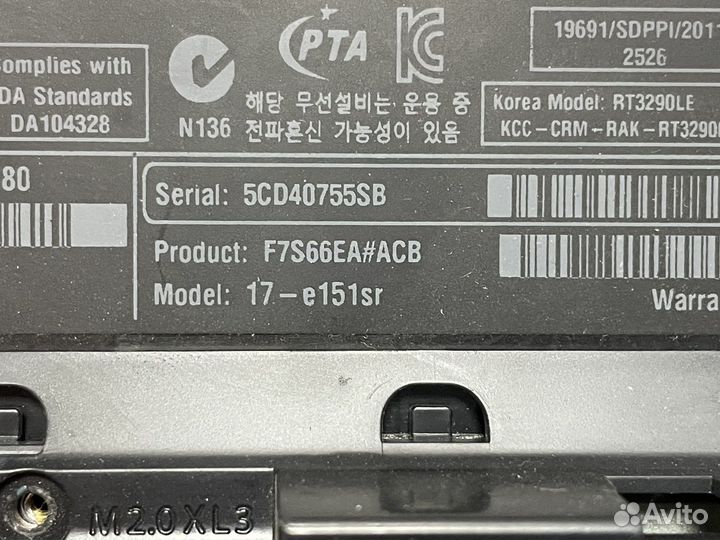 PTA
19691/SDPPI/201
2526
Complies with
DA Standards
DA104328
N136
해당 무선설비는 운용 중
전파혼신 가능성이 있음
Korea Model: RT3290LE
KCC-CRM-RAK-RT3290
80
Serial: 5CD40755SB
Product: F7S66EA#ACB
Model: 17-e151sr
Warra
M2.0XL3
Avito